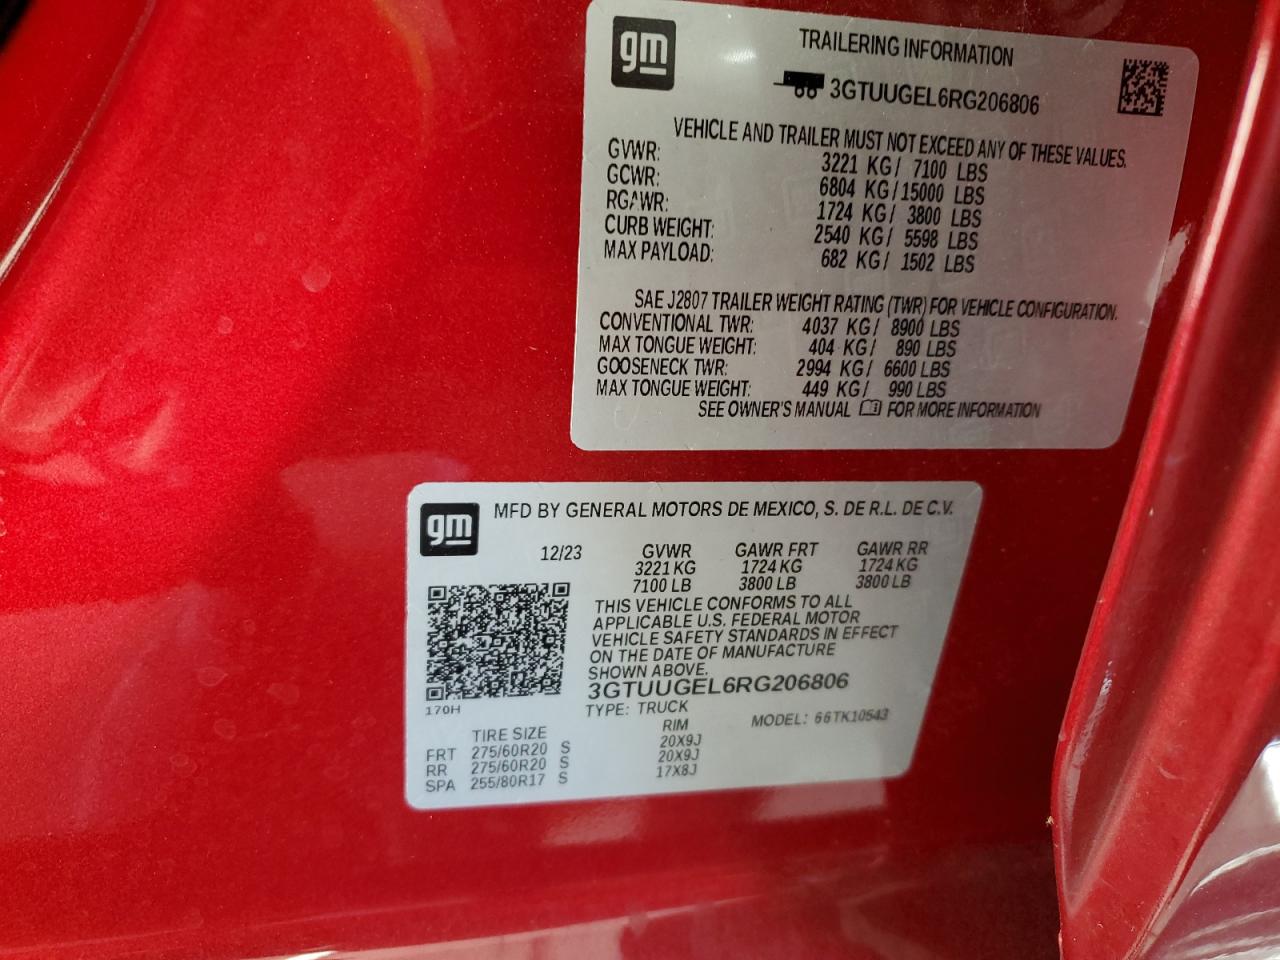 gm
TRAILERING INFORMATION
3GTUUGEL6RG206806
VEHICLE AND TRAILER MUST NOT EXCEED ANY OF THESE VALUES.
GVWR: 3221 KG/ 7100 LBS
GCWR: 6804 KG/15000 LBS
RGAWR: 1724 KG/ 3800 LBS
CURB WEIGHT: 2540 KG/ 5598 LBS
MAX PAYLOAD: 682 KG/ 1502 LBS
SAE J2807 TRAILER WEIGHT RATING (TWR) FOR VEHICLE CONFIGURATION.
CONVENTIONAL TWR: 4037 KG/ 8900 LBS
MAX TONGUE WEIGHT: 404 KG/ 890 LBS
GOOSENECK TWR: 2994 KG/ 6600 LBS
MAX TONGUE WEIGHT: 449 KG/ 990 LBS
SEE OWNER'S MANUAL FOR MORE INFORMATION
gm
MFD BY GENERAL MOTORS DE MEXICO, S. DE R.L. DE C.V.
12/23 GVWR GAWR FRT GAWR RR
3221 KG 1724 KG 1724 KG
7100 LB 3800 LB 3800 LB
THIS VEHICLE CONFORMS TO ALL
APPLICABLE U.S. FEDERAL MOTOR
VEHICLE SAFETY STANDARDS IN EFFECT
ON THE DATE OF MANUFACTURE
SHOWN ABOVE.
3GTUUGEL6RG206806
170H
TYPE: TRUCK MODEL: 66TK10543
TIRE SIZE RIM
FRT 275/60R20 S 20X9J
RR 275/60R20 S 20X9J
SPA 255/80R17 S 17X8J